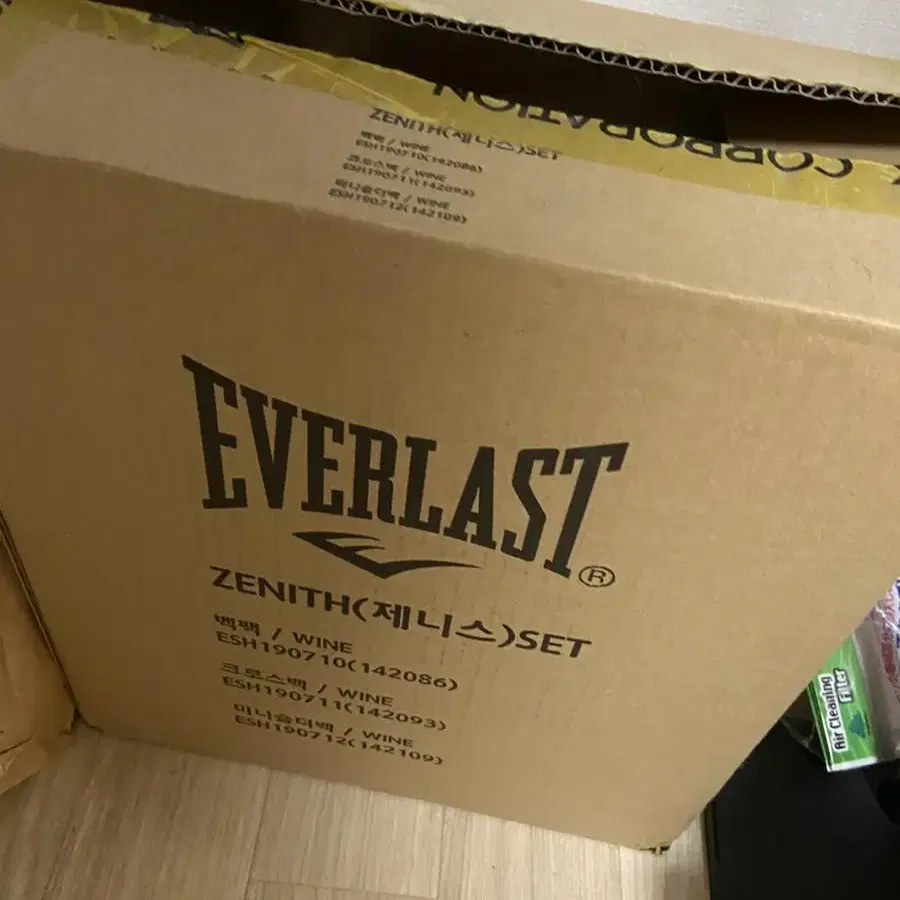 CORPORATION
ZENITH(제니스)SET
백팩 / WINE
ESH190710(142086)
크로스백 / WINE
ESH190711(142093)
미니숄더백 / WINE
ESH190712(142109)
EVERLAST®
ZENITH(제니스)SET
백팩 / WINE
ESH190710(142086)
크로스백 / WINE
ESH190711(142093)
미니숄더백 / WINE
ESH190712(142109)
Air Cleaning
Filter